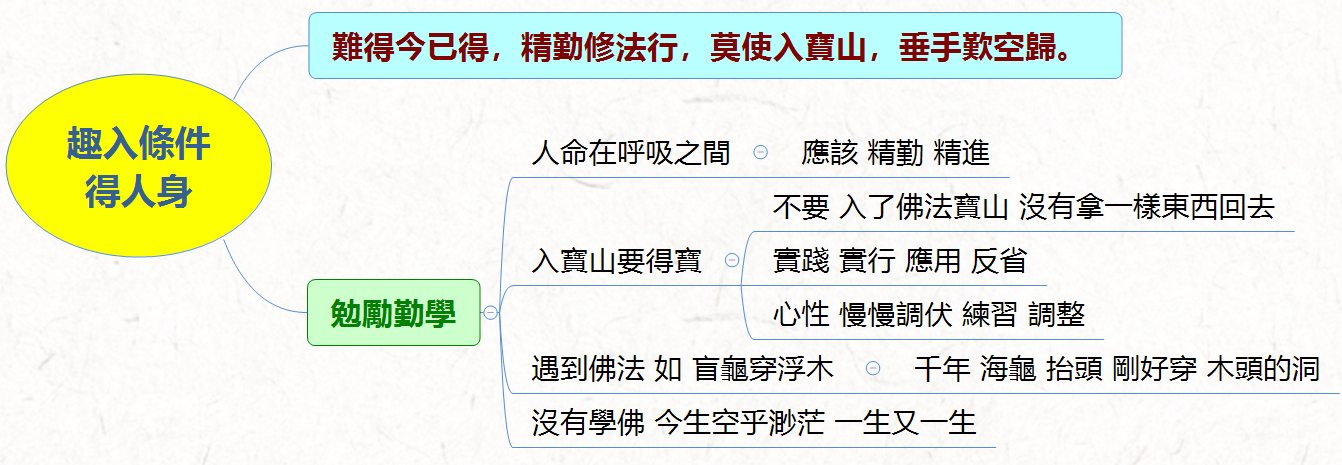 趣入條件
得人身
難得今已得，精勤修法行，莫使入寶山，垂手歎空歸。
勉勵勤學
人命在呼吸之間
應該 精勤 精進
入寶山要得寶
不要 入了佛法寶山 沒有拿一樣東西回去
實踐 實行 應用 反省
心性 慢慢調伏 練習 調整
遇到佛法 如 盲龜穿浮木
千年 海龜 抬頭 剛好穿 木頭的洞
沒有學佛 今生空乎渺茫 一生又一生